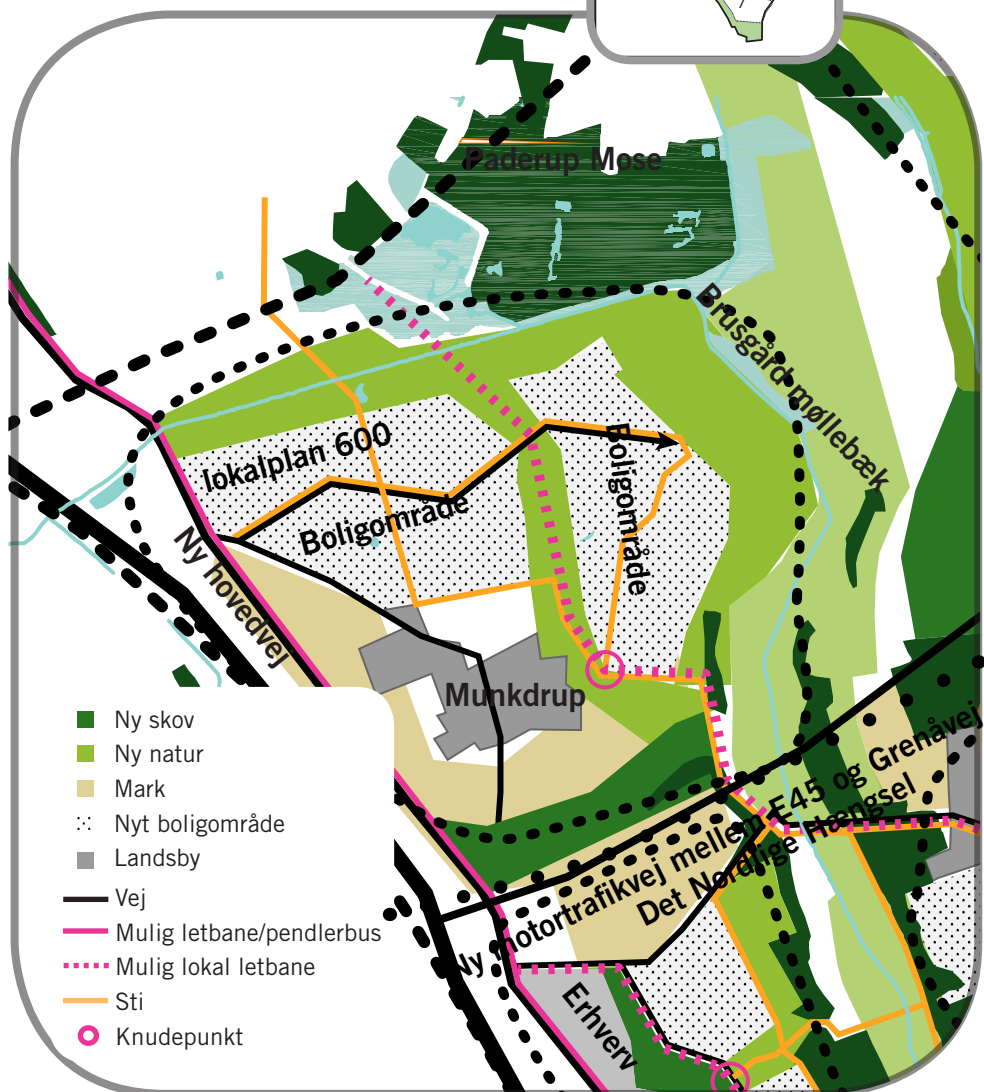 Paderup Mose
Brusgård møllebæk
lokalplan 600
Boligområde
Boligområde
Ny hovedvej
Munkdrup
Ny motortrafikvej mellem E45 og Grenåvej
Det Nordlige Hængsel
Erhverv
Ny skov
Ny natur
Mark
Nyt boligområde
Landsby
Vej
Mulig letbane/pendlerbus
Mulig lokal letbane
Sti
Knudepunkt